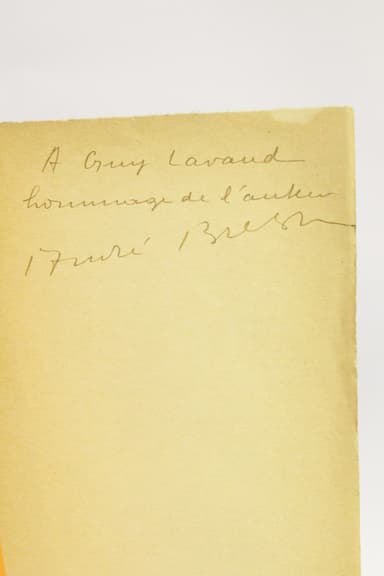 A Guy Lavaud
hommage de l'auteur
André Breton